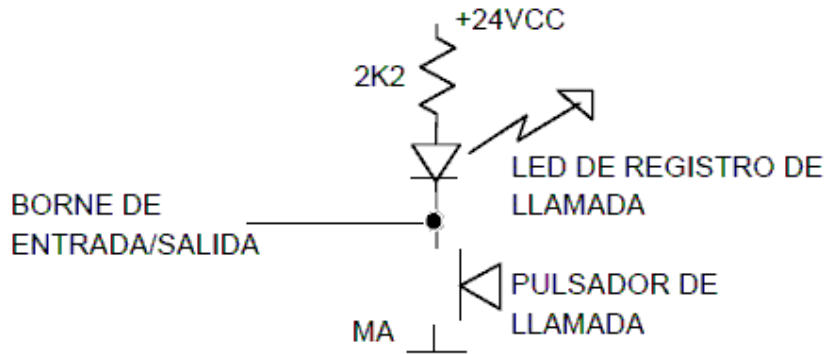 +24VCC
2K2
LED DE REGISTRO DE
LLAMADA
BORNE DE
ENTRADA/SALIDA
PULSADOR DE
LLAMADA
MA